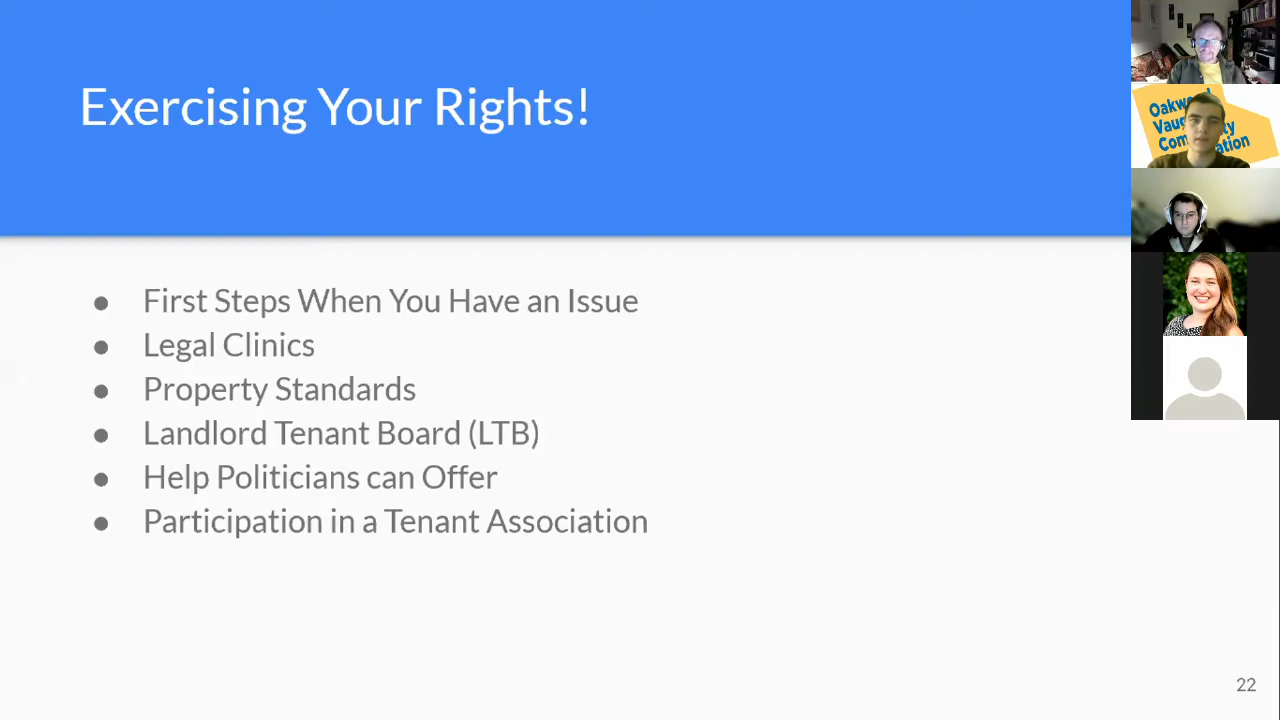 Exercising Your Rights!
● First Steps When You Have an Issue
● Legal Clinics
● Property Standards
● Landlord Tenant Board (LTB)
● Help Politicians can Offer
● Participation in a Tenant Association
22